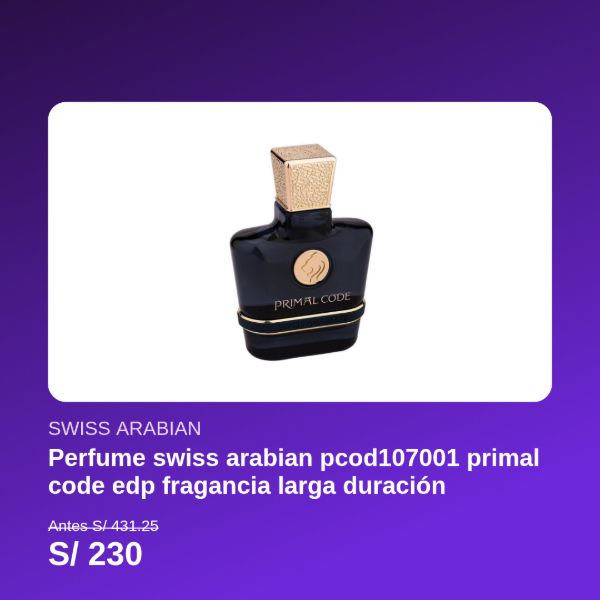 PRIMAL CODE
SWISS ARABIAN
Perfume swiss arabian pcod107001 primal
code edp fragancia larga duración
Antes S/ 431.25
S/ 230